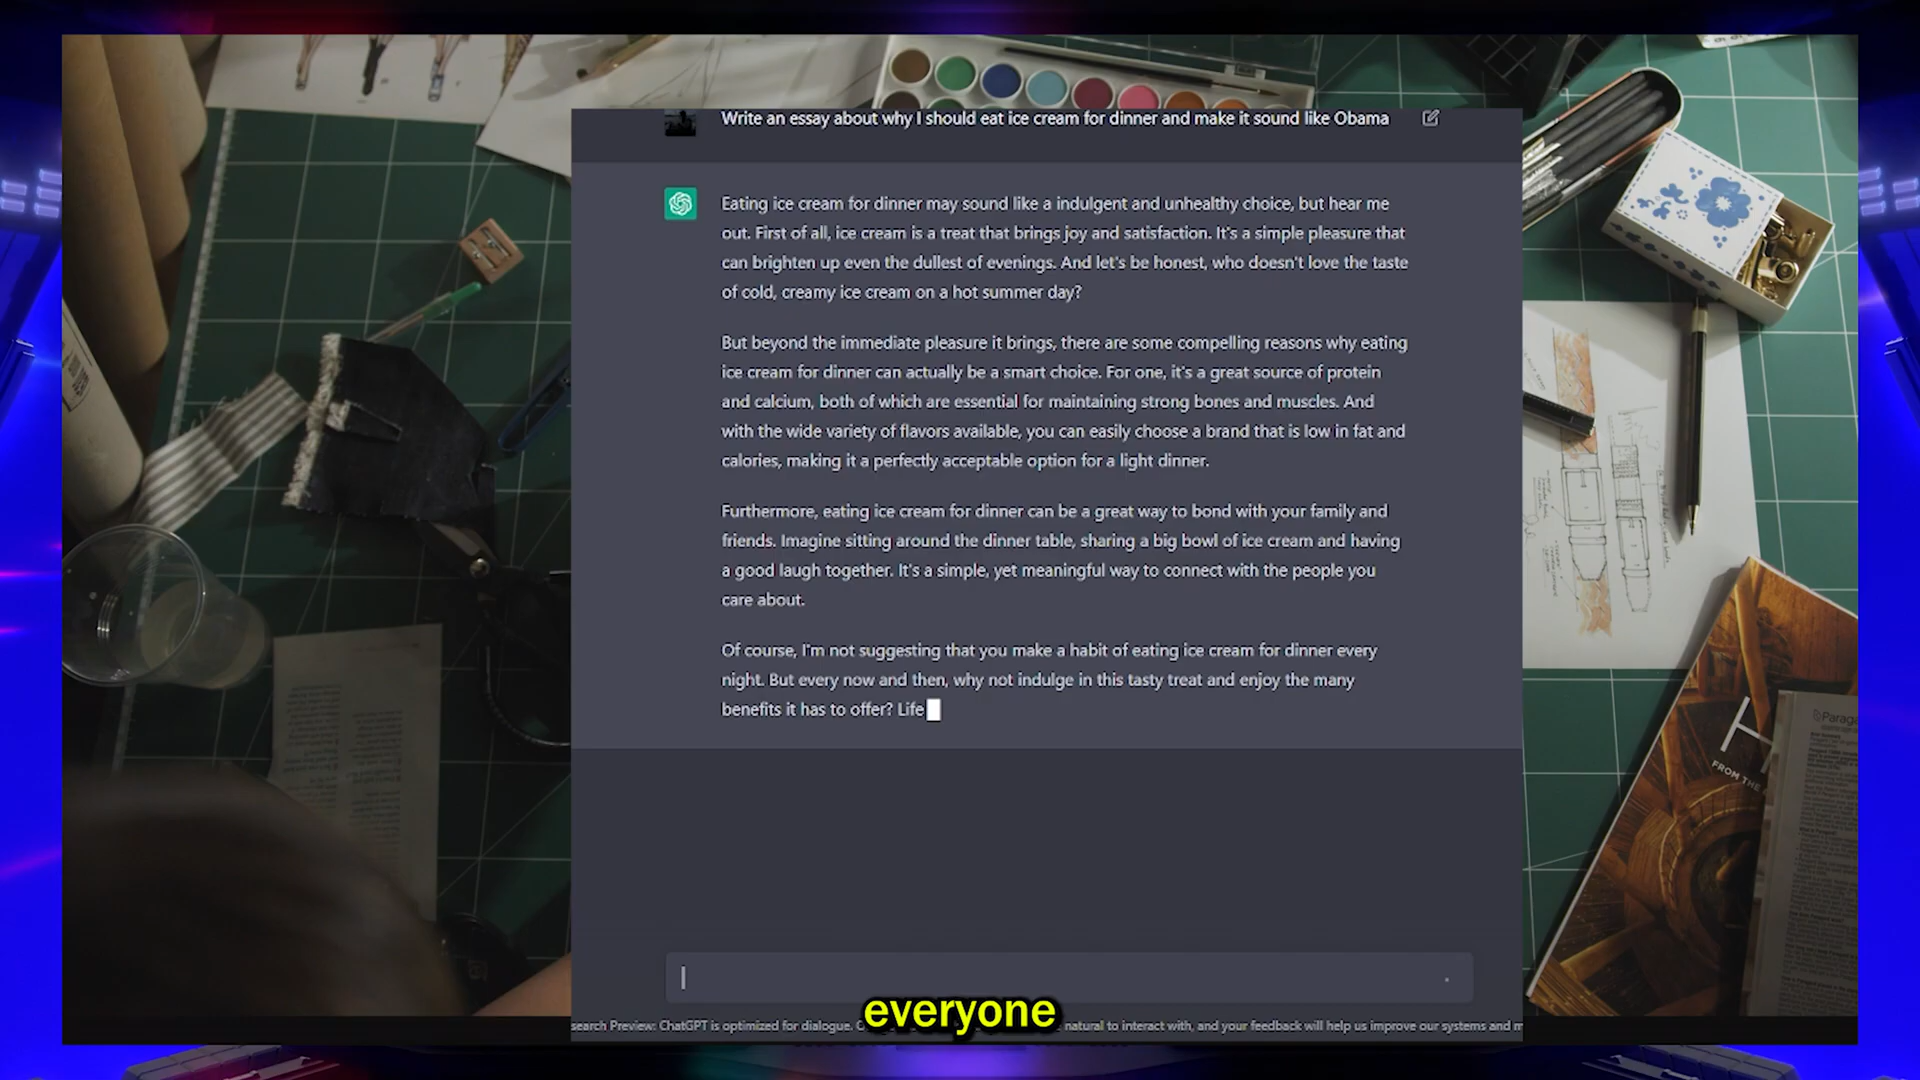 Write an essay about why I should eat ice cream for dinner and make it sound like Obama
Eating ice cream for dinner may sound like a indulgent and unhealthy choice, but hear me
out. First of all, ice cream is a treat that brings joy and satisfaction. It's a simple pleasure that
can brighten up even the dullest of evenings. And let's be honest, who doesn't love the taste
of cold, creamy ice cream on a hot summer day?
But beyond the immediate pleasure it brings, there are some compelling reasons why eating
ice cream for dinner can actually be a smart choice. For one, it's a great source of protein
and calcium, both of which are essential for maintaining strong bones and muscles. And
with the wide variety of flavors available, you can easily choose a brand that is low in fat and
calories, making it a perfectly acceptable option for a light dinner.
Furthermore, eating ice cream for dinner can be a great way to bond with your family and
friends. Imagine sitting around the dinner table, sharing a big bowl of ice cream and having
a good laugh together. It's a simple, yet meaningful way to connect with the people you
care about.
Of course, I'm not suggesting that you make a habit of eating ice cream for dinner every
night. But every now and then, why not indulge in this tasty treat and enjoy the many
benefits it has to offer? Life
everyone
search Preview: ChatGPT is optimized for dialogue. natural to interact with, and your feedback will help us improve our systems and m
H
FROM THE